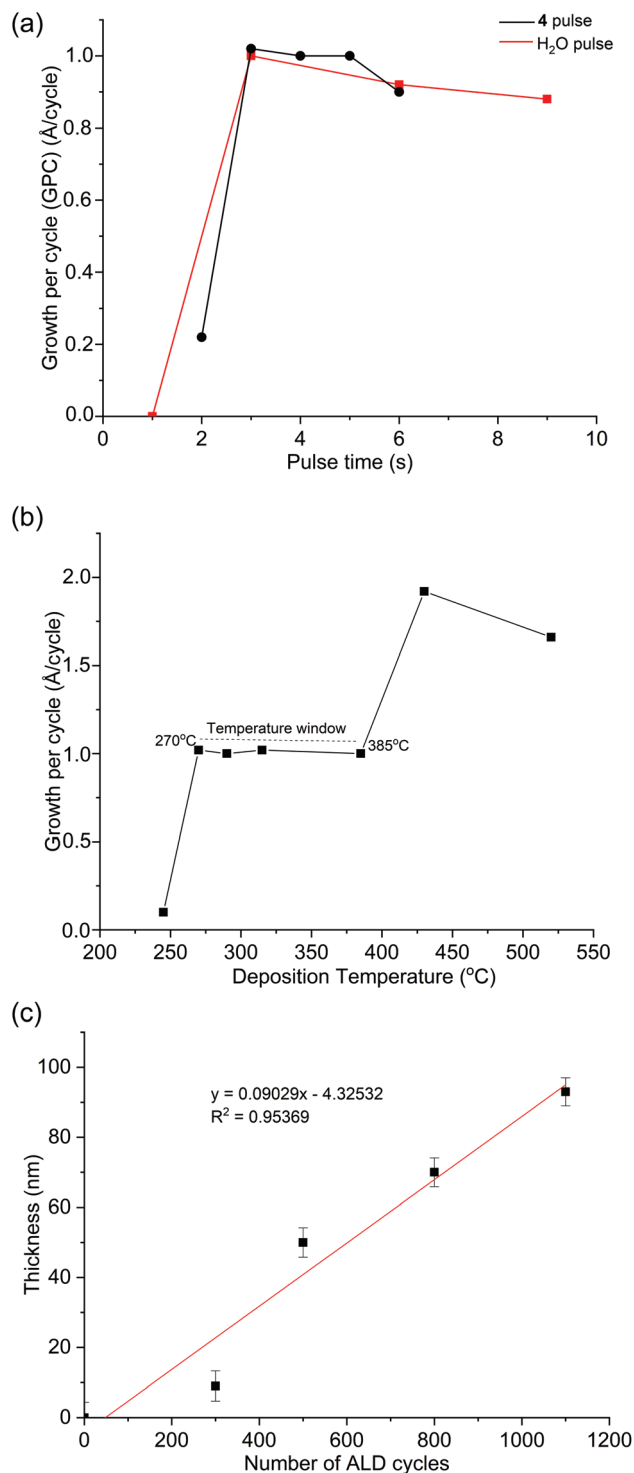 (a)
4 pulse
H₂O pulse
1.0
0.8
0.6
0.4
0.2
0.0
Growth per cycle (GPC) (Å/cycle)
0 2 4 6 8 10
Pulse time (s)
(b)
2.0
1.5
1.0
0.5
0.0
Growth per cycle (Å/cycle)
Temperature window
270°C
385°C
200 250 300 350 400 450 500 550
Deposition Temperature (°C)
(c)
100
80
60
40
20
0
Thickness (nm)
y = 0.09029x - 4.32532
R² = 0.95369
0 200 400 600 800 1000 1200
Number of ALD cycles